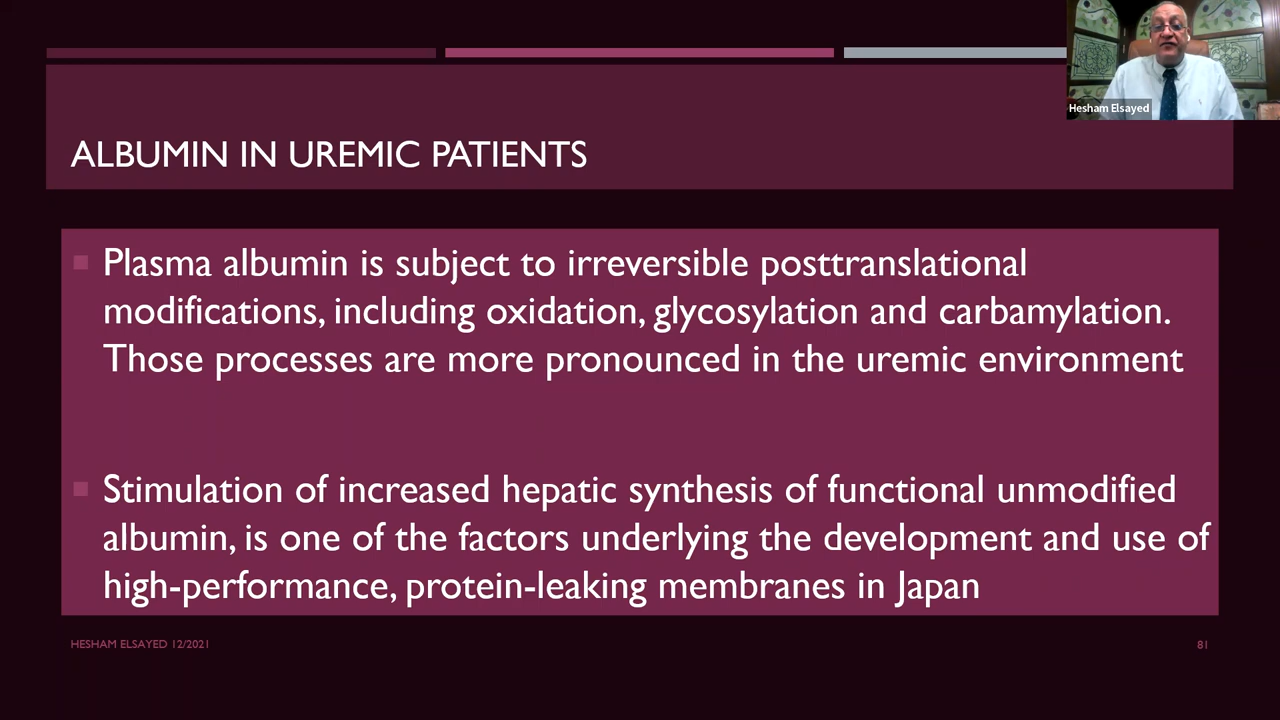 Hesham Elsayed
ALBUMIN IN UREMIC PATIENTS
Plasma albumin is subject to irreversible posttranslational
modifications, including oxidation, glycosylation and carbamylation.
Those processes are more pronounced in the uremic environment
Stimulation of increased hepatic synthesis of functional unmodified
albumin, is one of the factors underlying the development and use of
high-performance, protein-leaking membranes in Japan
HESHAM ELSAYED 12/2021
81